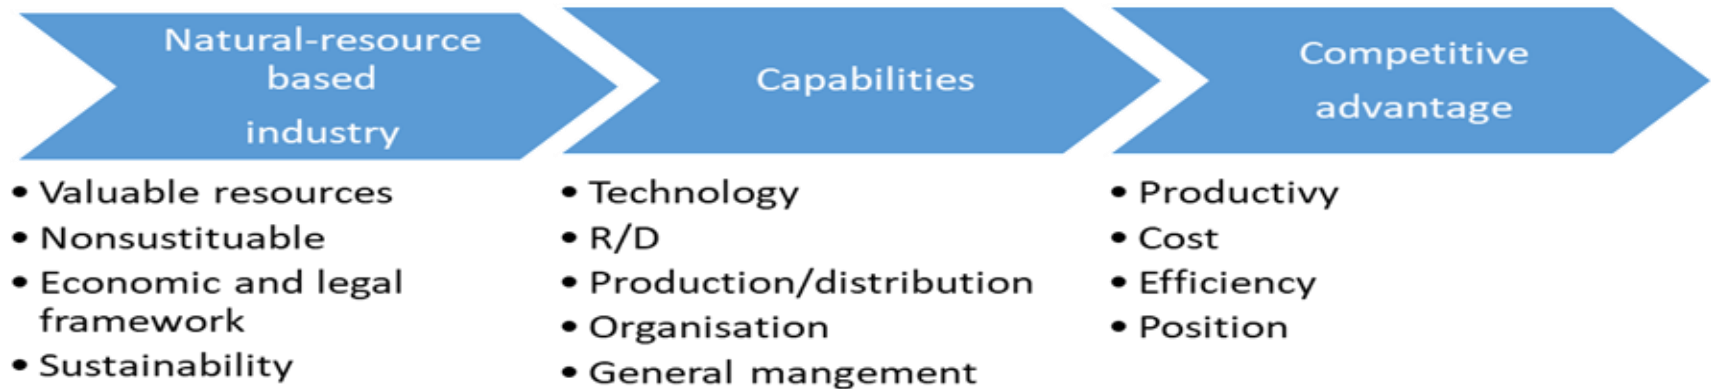 Natural-resource
based
industry
• Valuable resources
• Nonsustituable
• Economic and legal
framework
• Sustainability
Capabilities
• Technology
• R/D
• Production/distribution
• Organisation
• General mangement
Competitive
advantage
• Productivy
• Cost
• Efficiency
• Position